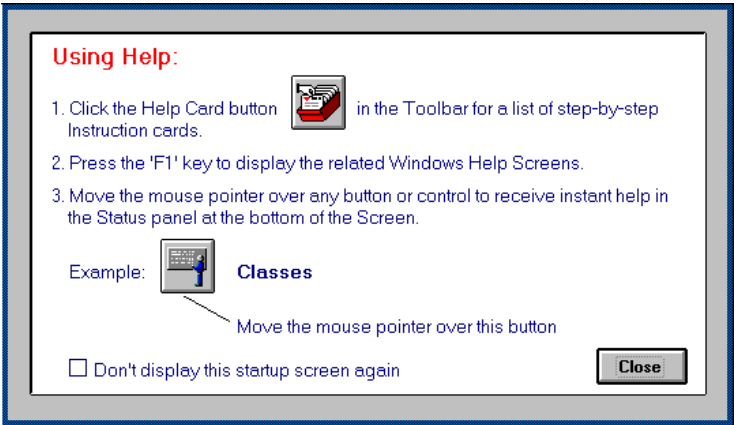 Using Help:
1. Click the Help Card button in the Toolbar for a list of step-by-step
Instruction cards.
2. Press the 'F1' key to display the related Windows Help Screens.
3. Move the mouse pointer over any button or control to receive instant help in
the Status panel at the bottom of the Screen.
Example: Classes
Move the mouse pointer over this button
Don't display this startup screen again
Close